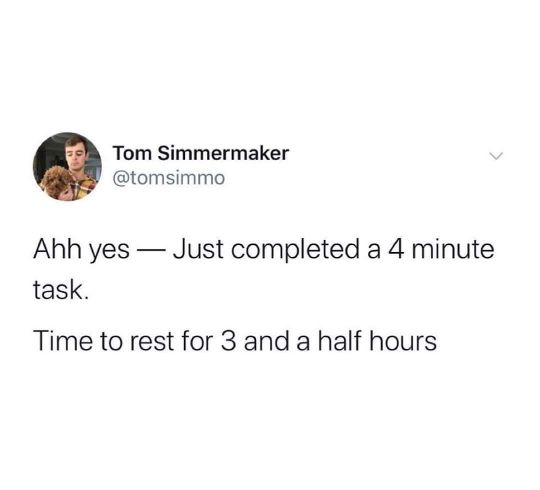 Tom Simmermaker
@tomsimmo
Ahh yes — Just completed a 4 minute
task.
Time to rest for 3 and a half hours